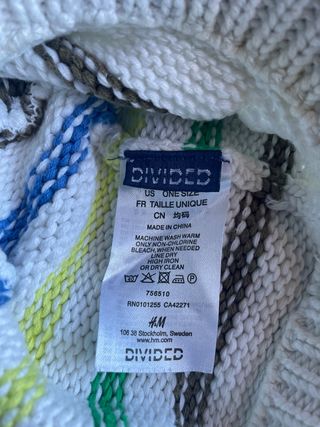 DIVIDED
US ONE SIZE
FR TAILLE UNIQUE
CN 均码
MADE IN CHINA
MACHINE WASH WARM
ONLY NON-CHLORINE
BLEACH, WHEN NEEDED
LINE DRY
HIGH IRON
OR DRY CLEAN
756510
RN0101255 CA42271
H&M
106 38 Stockholm, Sweden
www.hm.com
DIVIDED